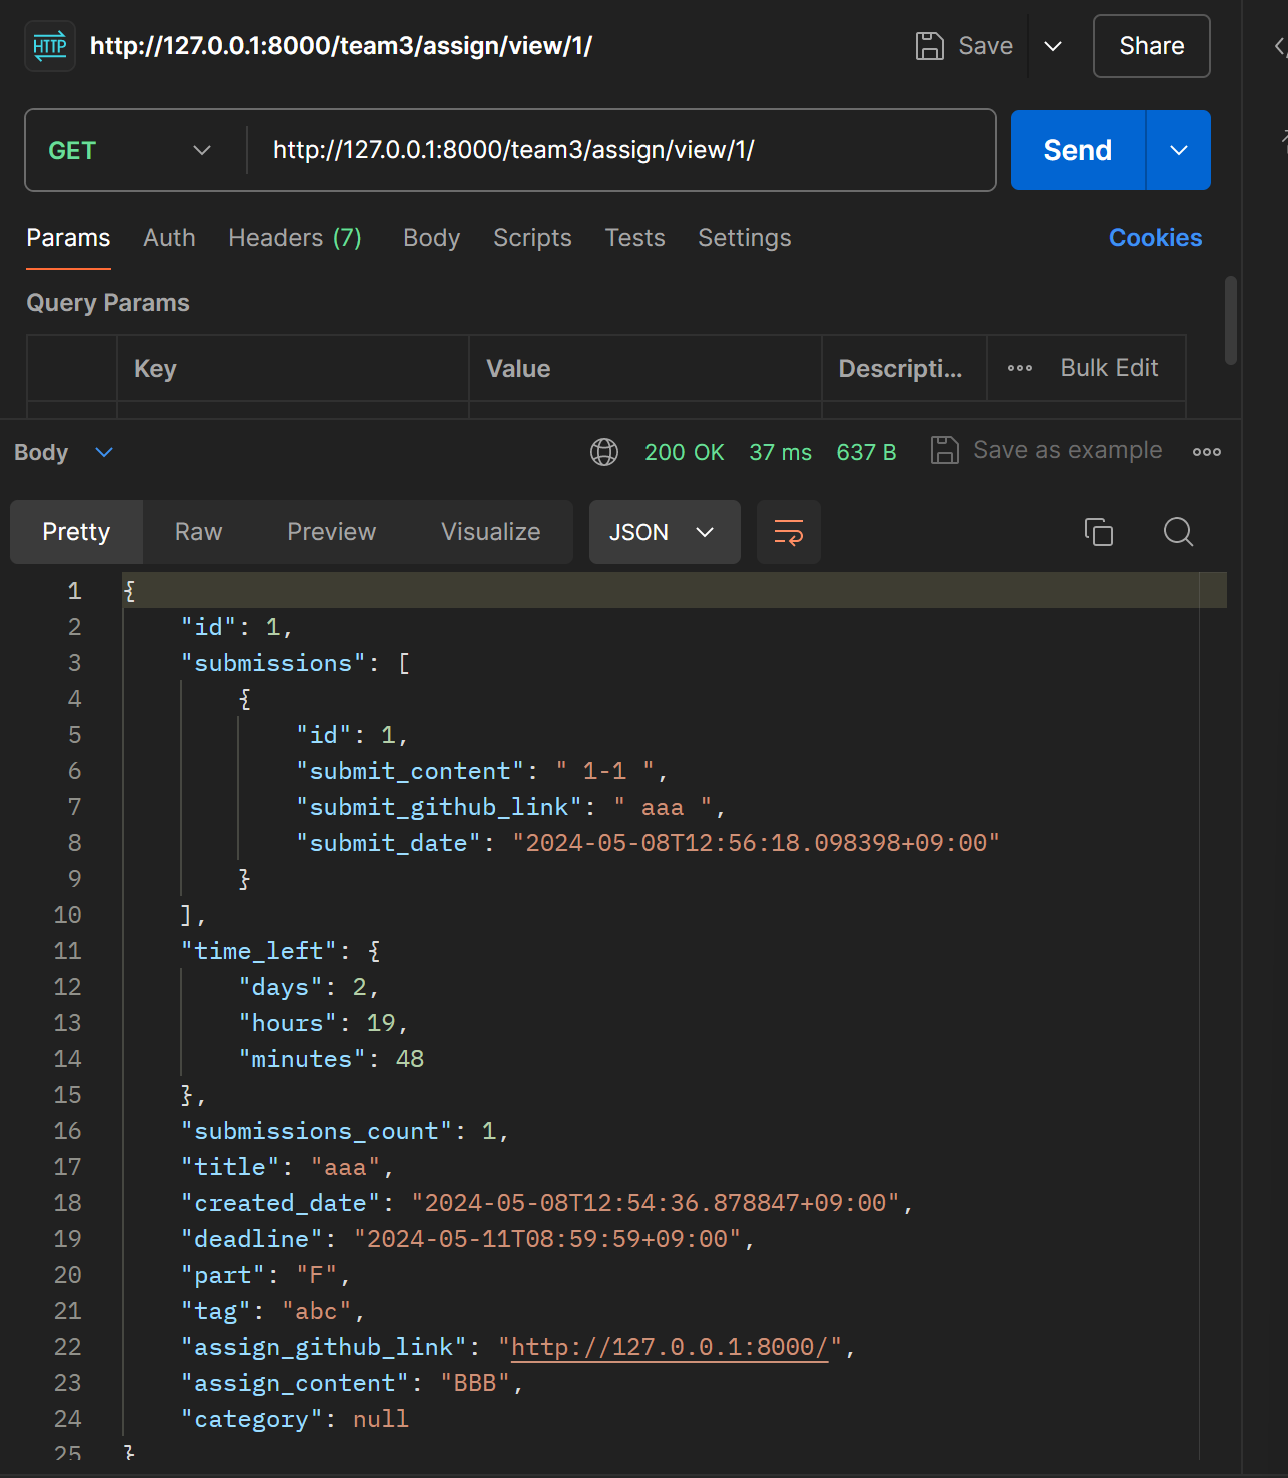 HTTP http://127.0.0.1:8000/team3/assign/view/1/ Save Share
GET http://127.0.0.1:8000/team3/assign/view/1/ Send
Params Auth Headers (7) Body Scripts Tests Settings Cookies
Query Params
Key Value Descripti... Bulk Edit
Body 200 OK 37 ms 637 B Save as example
Pretty Raw Preview Visualize JSON
1 {
2 "id": 1,
3 "submissions": [
4 {
5 "id": 1,
6 "submit_content": " 1-1 ",
7 "submit_github_link": " aaa ",
8 "submit_date": "2024-05-08T12:56:18.098398+09:00"
9 }
10 ],
11 "time_left": {
12 "days": 2,
13 "hours": 19,
14 "minutes": 48
15 },
16 "submissions_count": 1,
17 "title": "aaa",
18 "created_date": "2024-05-08T12:54:36.878847+09:00",
19 "deadline": "2024-05-11T08:59:59+09:00",
20 "part": "F",
21 "tag": "abc",
22 "assign_github_link": "http://127.0.0.1:8000/",
23 "assign_content": "BBB",
24 "category": null
25 }